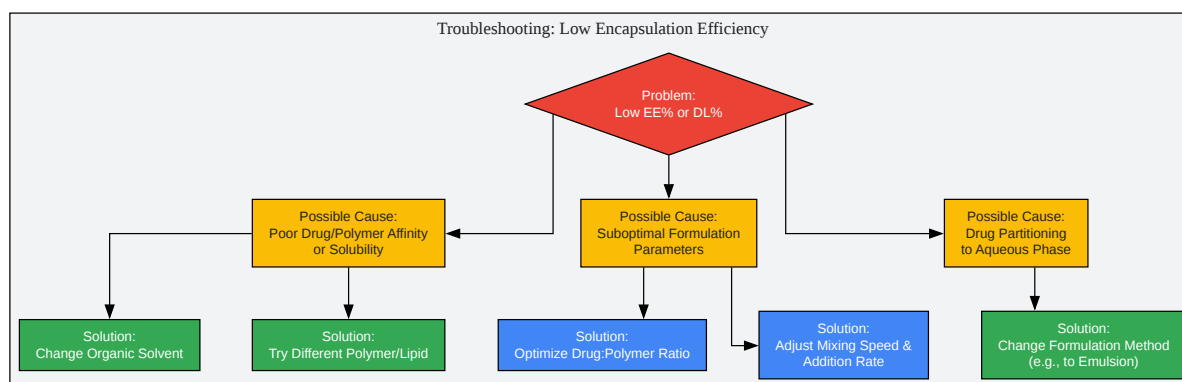 Troubleshooting: Low Encapsulation Efficiency
Problem:
Low EE% or DL%
Possible Cause:
Poor Drug/Polymer Affinity
or Solubility
Possible Cause:
Suboptimal Formulation
Parameters
Possible Cause:
Drug Partitioning
to Aqueous Phase
Solution:
Change Organic Solvent
Solution:
Try Different Polymer/Lipid
Solution:
Optimize Drug:Polymer Ratio
Solution:
Adjust Mixing Speed &
Addition Rate
Solution:
Change Formulation Method
(e.g., to Emulsion)